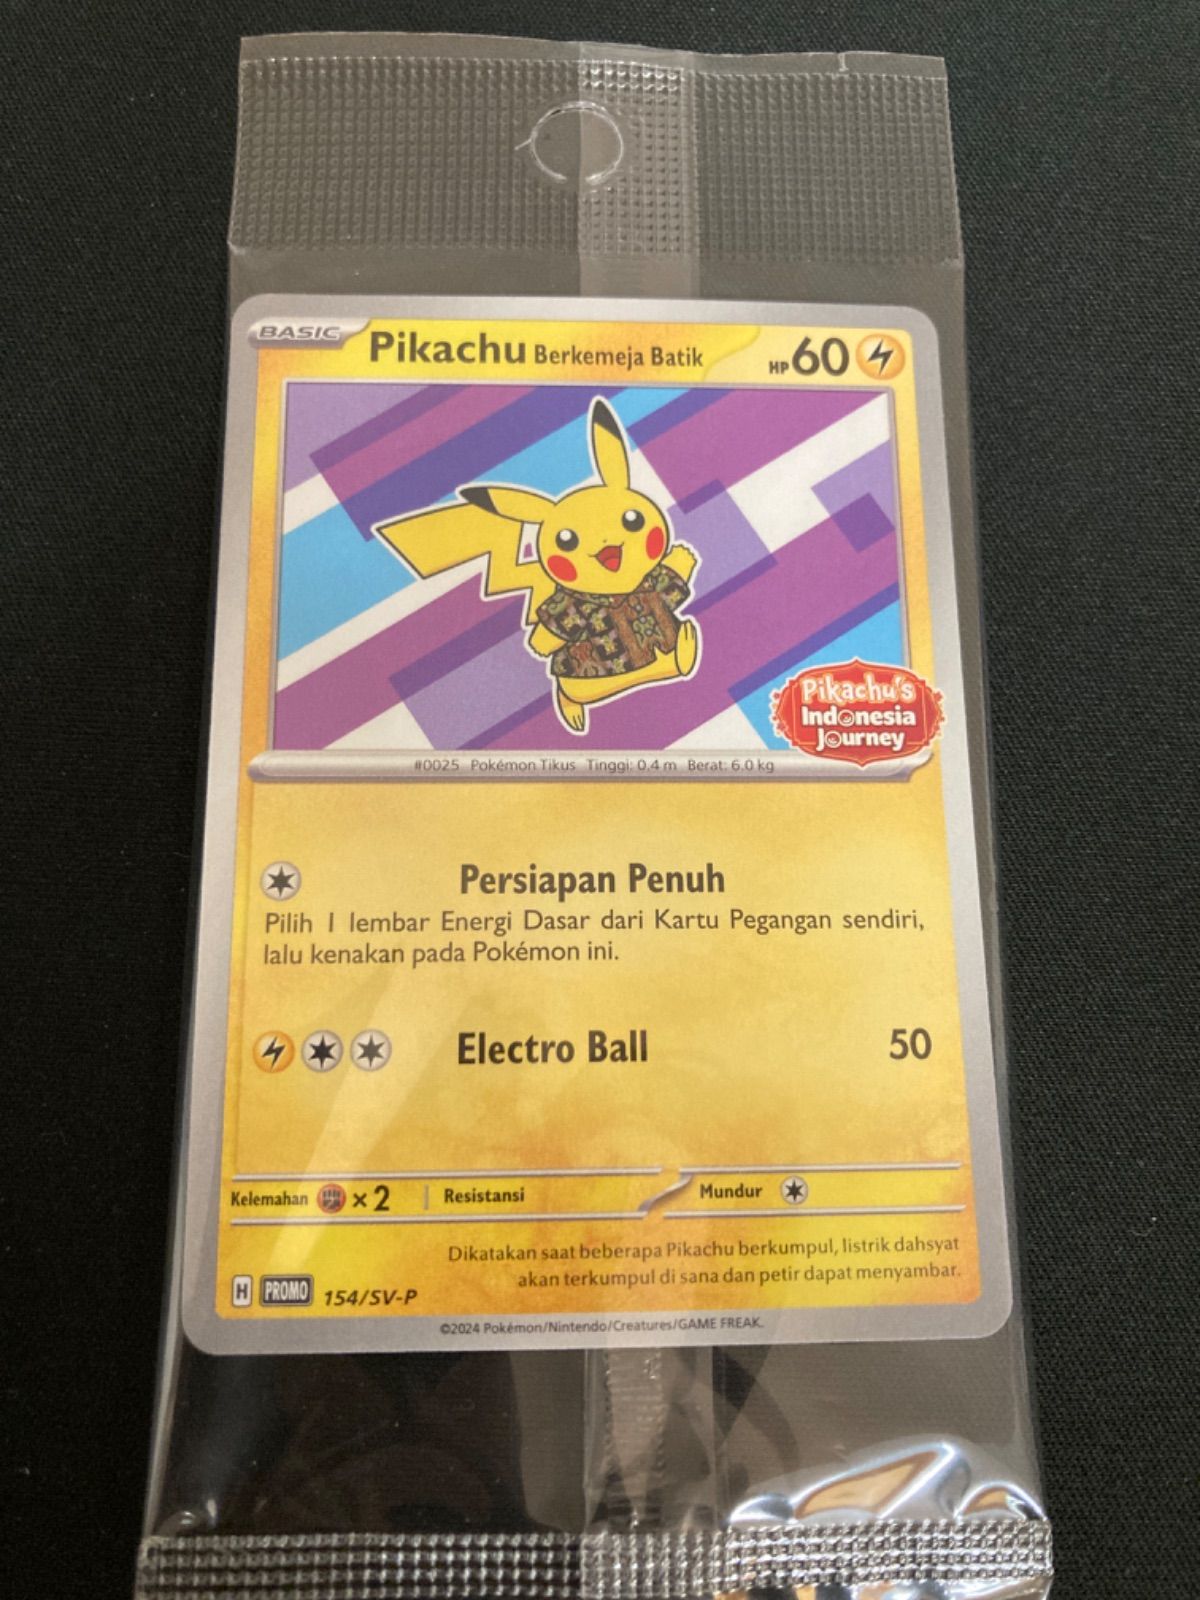 BASIC
Pikachu Berkemeja Batik HP 60
Pikachu's
Indonesia
Journey
#0025 Pokémon Tikus Tinggi: 0.4 m Berat: 6.0 kg
Persiapan Penuh
Pilih 1 lembar Energi Dasar dari Kartu Pegangan sendiri,
lalu kenakan pada Pokémon ini.
Electro Ball 50
Kelemahan ×2 Resistansi Mundur
Dikatakan saat beberapa Pikachu berkumpul, listrik dahsyat
akan terkumpul di sana dan petir dapat menyambar.
H PROMO 154/SV-P
©2024 Pokémon/Nintendo/Creatures/GAME FREAK.